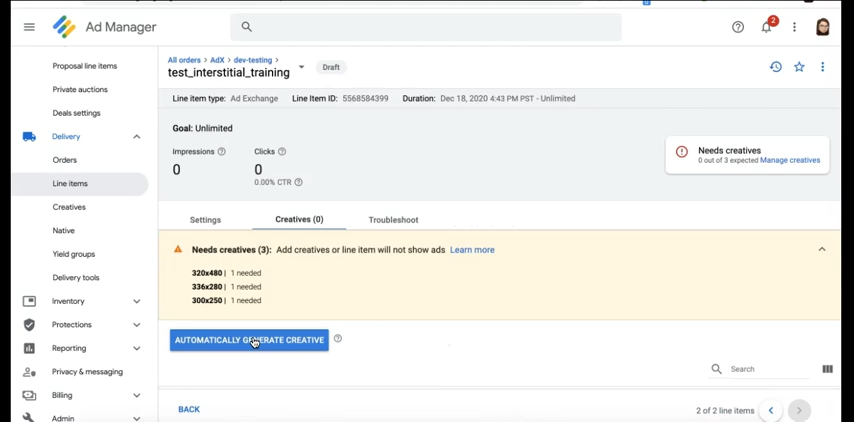 Ad Manager
2
Proposal line items
Private auctions
Deals settings
Delivery
Orders
Line items
Creatives
Native
Yield groups
Delivery tools
Inventory
Protections
Reporting
Privacy & messaging
Billing
Admin
All orders > AdX > dev-testing >
test_interstitial_training
Draft
Line item type: Ad Exchange Line Item ID: 5568584399 Duration: Dec 18, 2020 4:43 PM PST - Unlimited
Goal: Unlimited
Impressions Clicks
0 0
0.00% CTR
Needs creatives
0 out of 3 expected Manage creatives
Settings Creatives (0) Troubleshoot
Needs creatives (3): Add creatives or line item will not show ads Learn more
320x480 | 1 needed
336x280 | 1 needed
300x250 | 1 needed
AUTOMATICALLY GENERATE CREATIVE
Search
BACK 2 of 2 line items